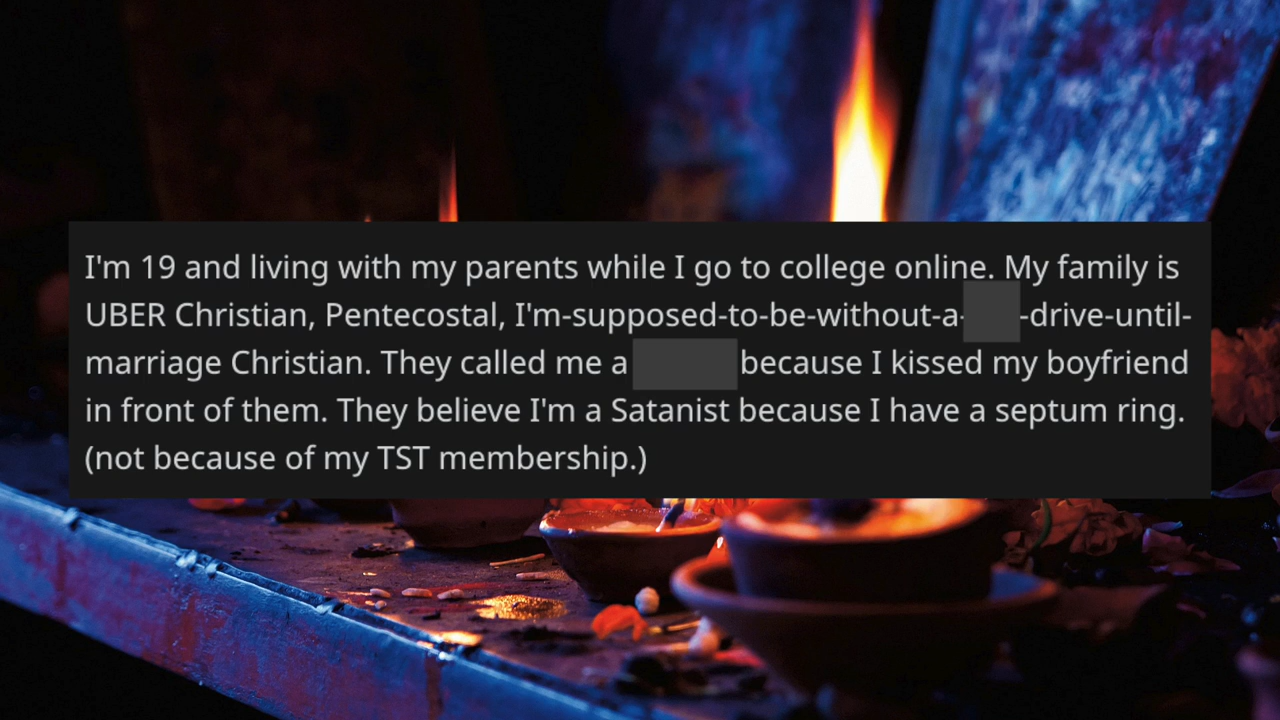 I'm 19 and living with my parents while I go to college online. My family is
UBER Christian, Pentecostal, I'm-supposed-to-be-without-a- -drive-until-
marriage Christian. They called me a because I kissed my boyfriend
in front of them. They believe I'm a Satanist because I have a septum ring.
(not because of my TST membership.)